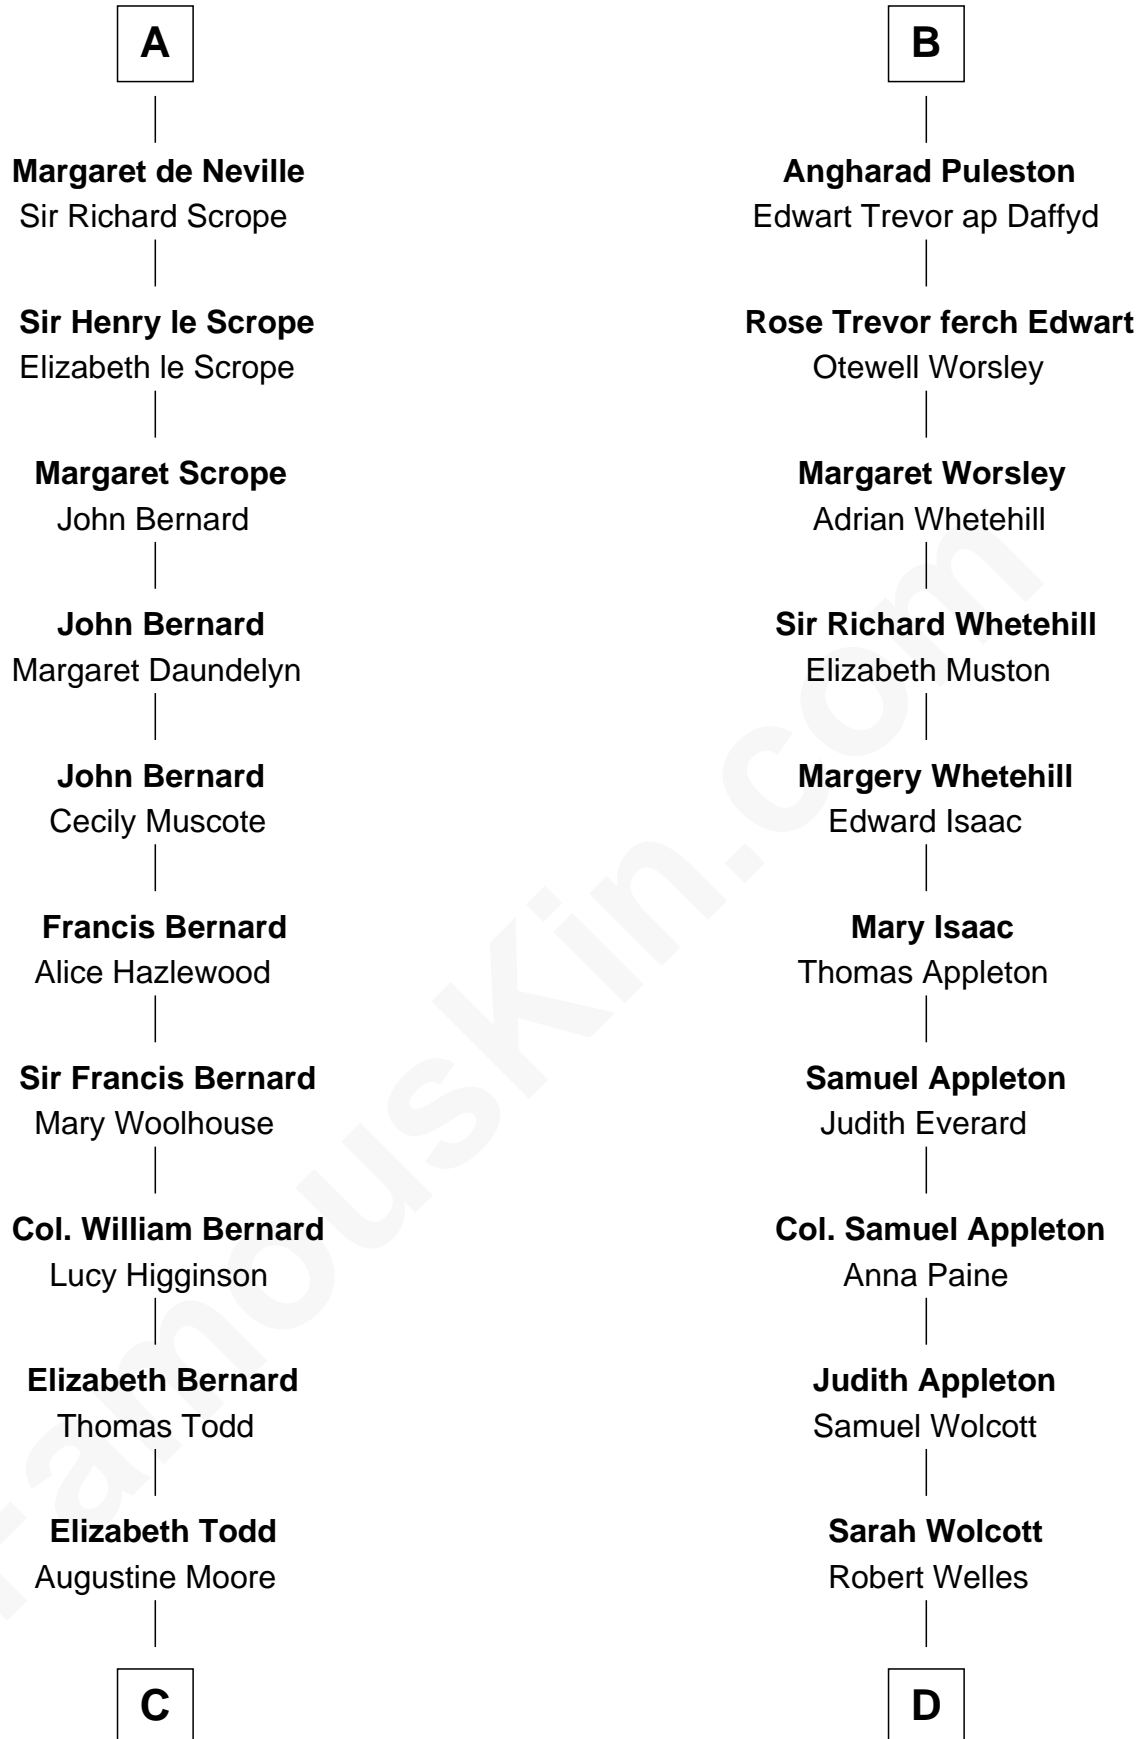 A
Margaret de Neville
Sir Richard Scrope
Sir Henry le Scrope
Elizabeth le Scrope
Margaret Scrope
John Bernard
John Bernard
Margaret Daundelyn
John Bernard
Cecily Muscote
Francis Bernard
Alice Hazlewood
Sir Francis Bernard
Mary Woolhouse
Col. William Bernard
Lucy Higginson
Elizabeth Bernard
Thomas Todd
Elizabeth Todd
Augustine Moore
C
B
Angharad Puleston
Edwart Trevor ap Daffyd
Rose Trevor ferch Edwart
Otewell Worsley
Margaret Worsley
Adrian Whetehill
Sir Richard Whetehill
Elizabeth Muston
Margery Whetehill
Edward Isaac
Mary Isaac
Thomas Appleton
Samuel Appleton
Judith Everard
Col. Samuel Appleton
Anna Paine
Judith Appleton
Samuel Wolcott
Sarah Wolcott
Robert Welles
D
FamousKin.com